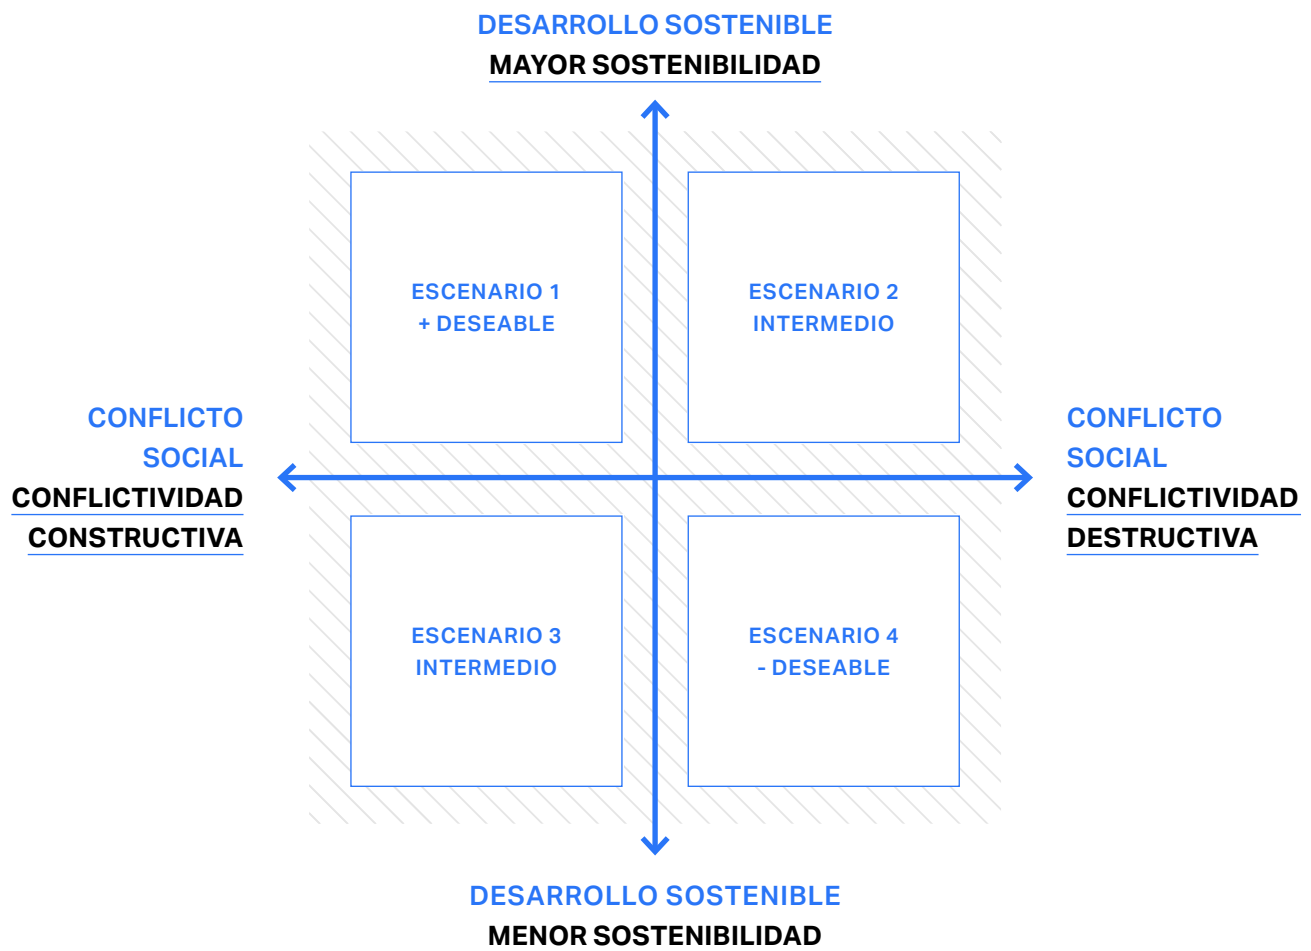 DESARROLLO SOSTENIBLE
MAYOR SOSTENIBILIDAD
ESCENARIO 1
+ DESEABLE
ESCENARIO 2
INTERMEDIO
CONFLICTO
SOCIAL
CONFLICTIVIDAD
CONSTRUCTIVA
CONFLICTO
SOCIAL
CONFLICTIVIDAD
DESTRUCTIVA
ESCENARIO 3
INTERMEDIO
ESCENARIO 4
- DESEABLE
DESARROLLO SOSTENIBLE
MENOR SOSTENIBILIDAD